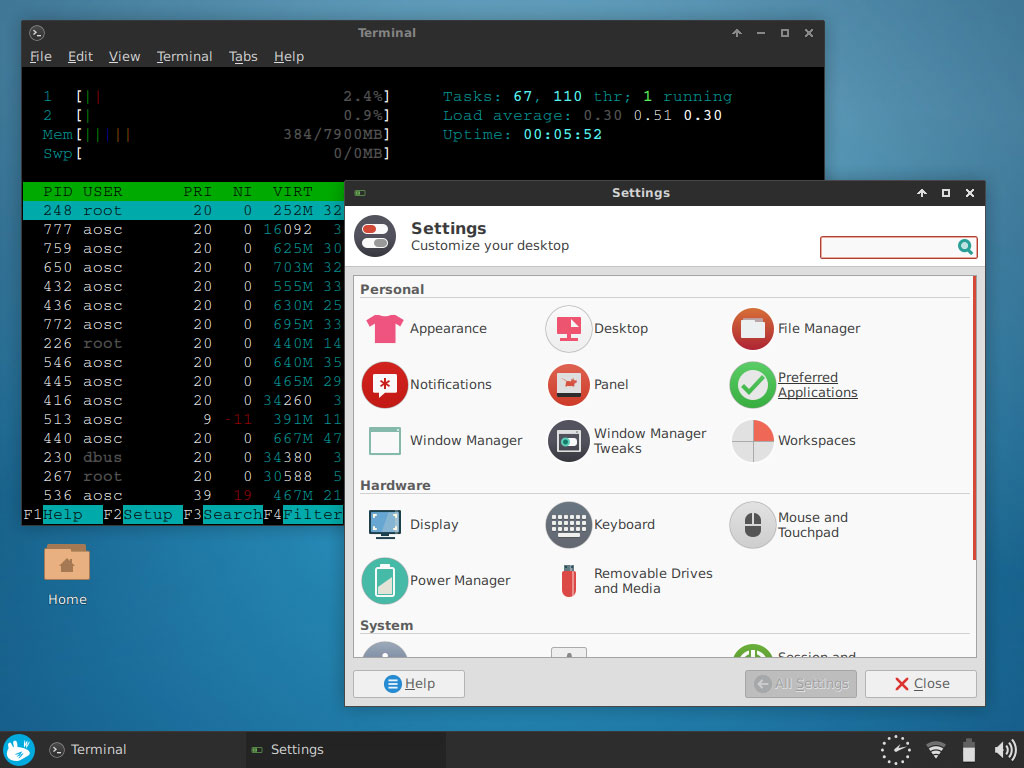 Terminal
File Edit View Terminal Tabs Help
1 [|| 2.4%] Tasks: 67, 110 thr; 1 running
2 [| 0.9%] Load average: 0.30 0.51 0.30
Mem[||||| 384/7900MB] Uptime: 00:05:52
Swp[ 0/0MB]
PID USER PRI NI VIRT
248 root 20 0 252M 32
777 aosc 20 0 16092 3
759 aosc 20 0 625M 30
650 aosc 20 0 703M 32
432 aosc 20 0 555M 33
436 aosc 20 0 630M 25
772 aosc 20 0 695M 33
226 root 20 0 440M 14
546 aosc 20 0 640M 35
445 aosc 20 0 465M 29
416 aosc 20 0 34260 3
513 aosc 9 -11 391M 11
440 aosc 20 0 667M 47
230 dbus 20 0 34380 3
267 root 20 0 30588 5
536 aosc 39 19 467M 21
F1Help F2Setup F3SearchF4Filter
Settings
Settings
Customize your desktop
Personal
Appearance Desktop File Manager
Notifications Panel Preferred
Applications
Window Manager Window Manager
Tweaks Workspaces
Hardware
Display Keyboard Mouse and
Touchpad
Power Manager Removable Drives
and Media
System
Session and
Help All Settings Close
Home
Terminal Settings